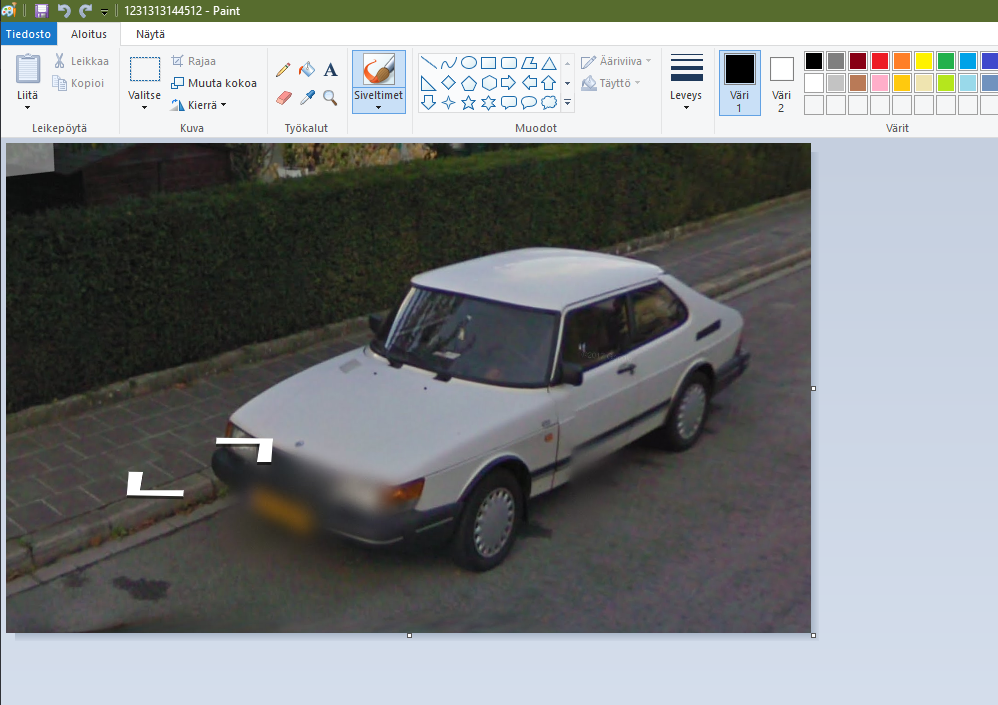 1231313144512 - Paint
Tiedosto Aloitus Näytä
Liitä
Leikkaa
Kopioi
Leikepöytä
Valitse
Rajaa
Muuta kokoa
Kierrä
Kuva
A
Työkalut
Siveltimet
Ääriviiva
Täyttö
Muodot
Leveys
Väri
1
Väri
2
Värit